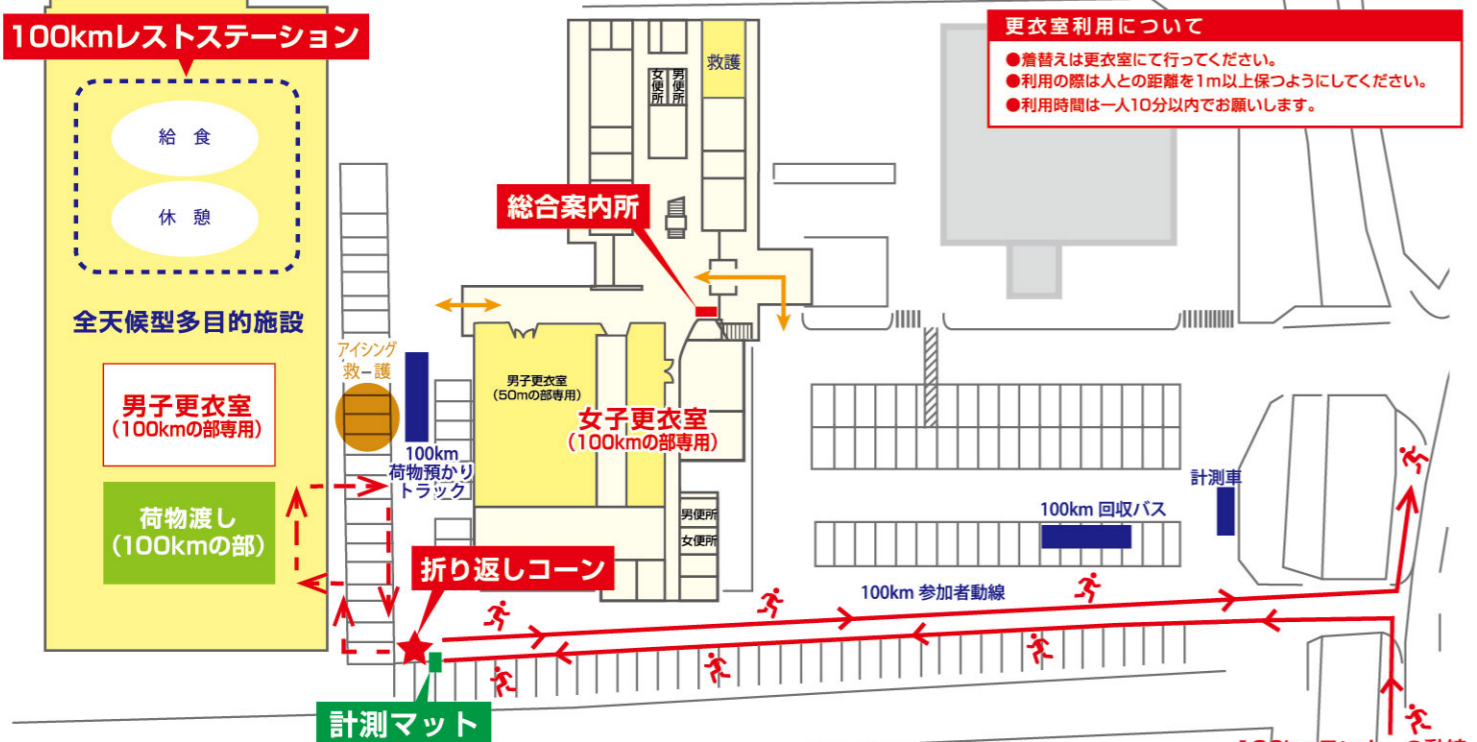 100kmレストステーション
給 食
休 憩
全天候型多目的施設
男子更衣室
(100kmの部専用)
荷物渡し
(100kmの部)
アイシング
救ー護
100km
荷物預かり
トラック
女便所
男便所
救護
総合案内所
男子更衣室
(50mの部専用)
女子更衣室
(100kmの部専用)
男便所
女便所
折り返しコーン
計測マット
更衣室利用について
●着替えは更衣室にて行ってください。
●利用の際は人との距離を1m以上保つようにしてください。
●利用時間は一人10分以内でお願いします。
計測車
100km 回収バス
100km 参加者動線